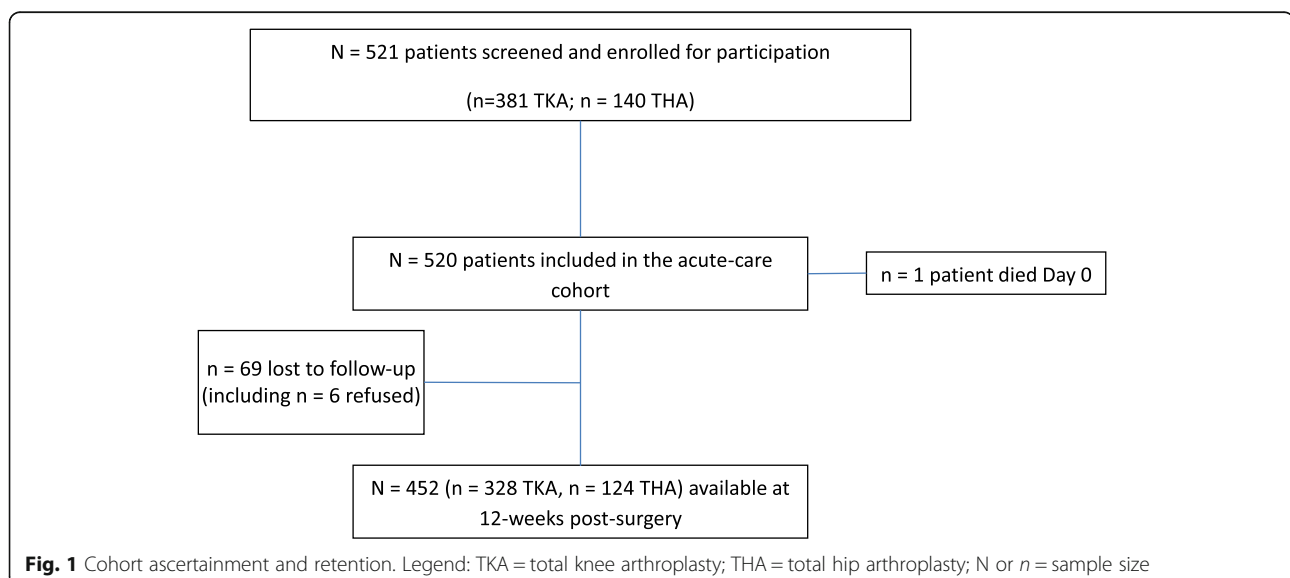 N = 521 patients screened and enrolled for participation
(n=381 TKA; n = 140 THA)
N = 520 patients included in the acute-care
cohort
n = 1 patient died Day 0
n = 69 lost to follow-up
(including n = 6 refused)
N = 452 (n = 328 TKA, n = 124 THA) available at
12-weeks post-surgery
Fig. 1 Cohort ascertainment and retention. Legend: TKA = total knee arthroplasty; THA = total hip arthroplasty; N or n = sample size